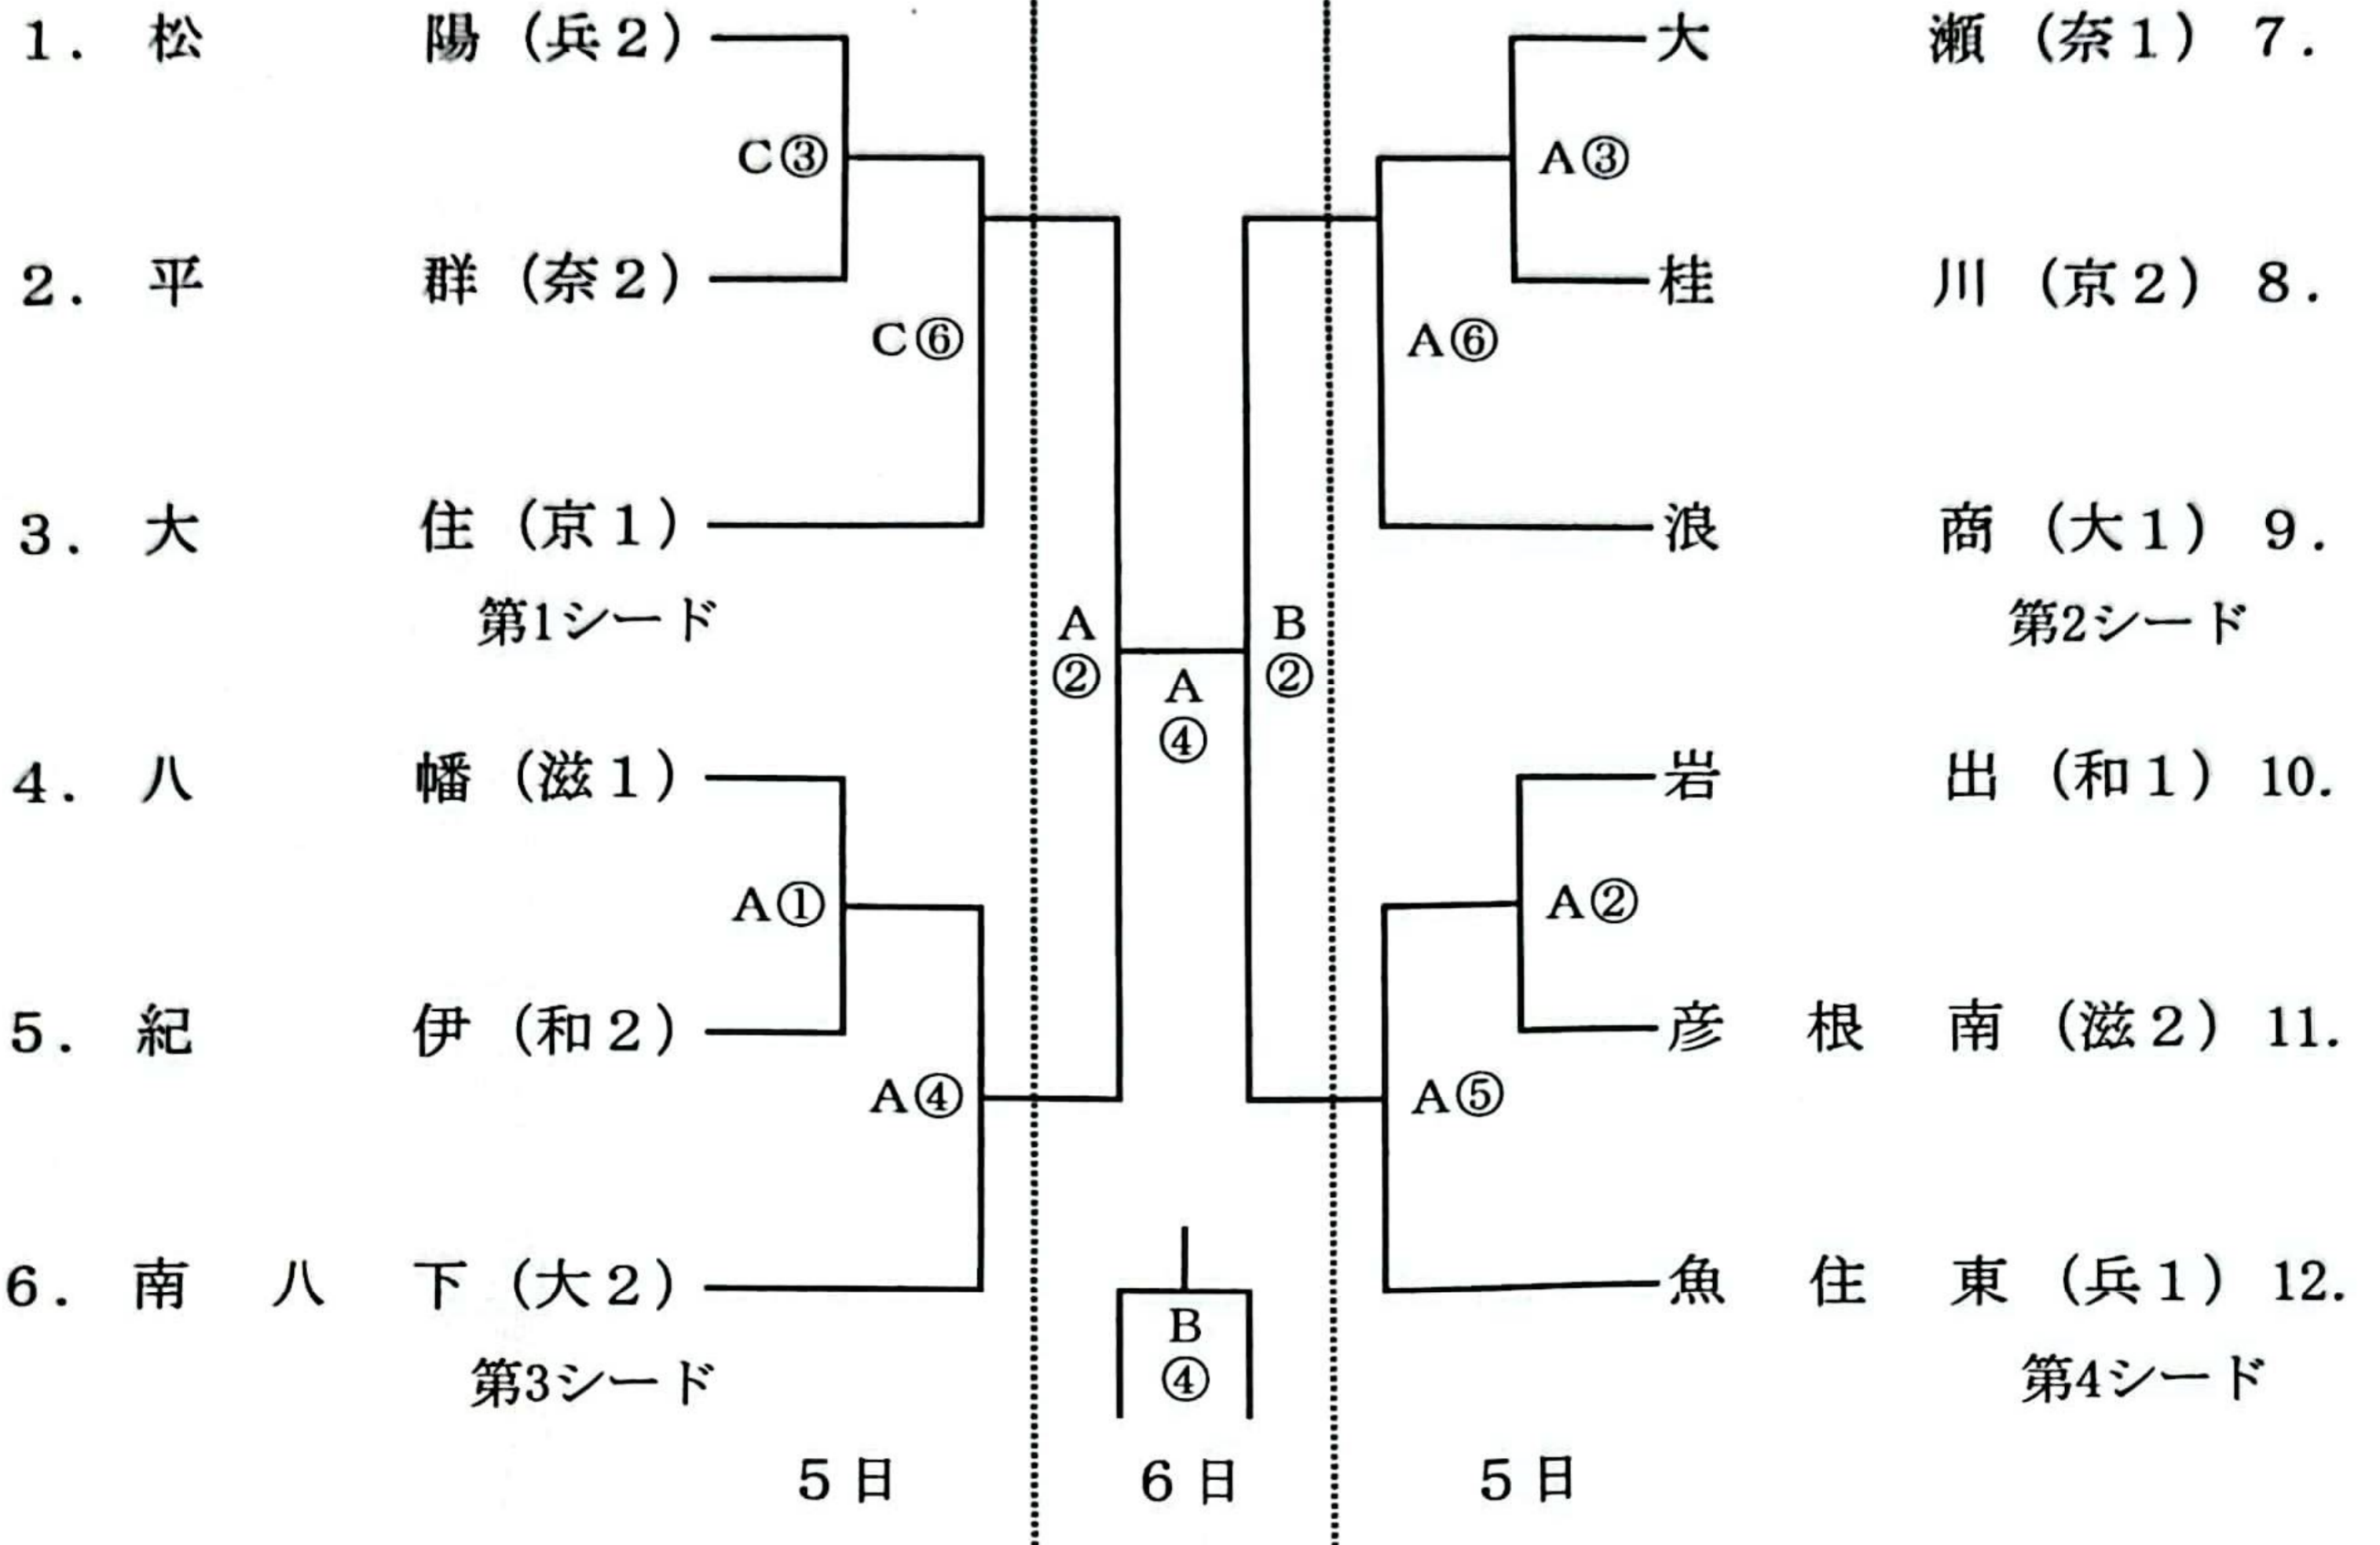 1. 松陽(兵2) 大瀬(奈1) 7.
C③ A③
2. 平群(奈2) 桂川(京2) 8.
C⑥ A⑥
3. 大住(京1) 浪商(大1) 9.
第1シード 第2シード
A② B②
A④
4. 八幡(滋1) 岩出(和1) 10.
A① A②
5. 紀伊(和2) 彦根南(滋2) 11.
A④ A⑤
6. 南八下(大2) 魚住東(兵1) 12.
B④
第3シード 第4シード
5日 6日 5日